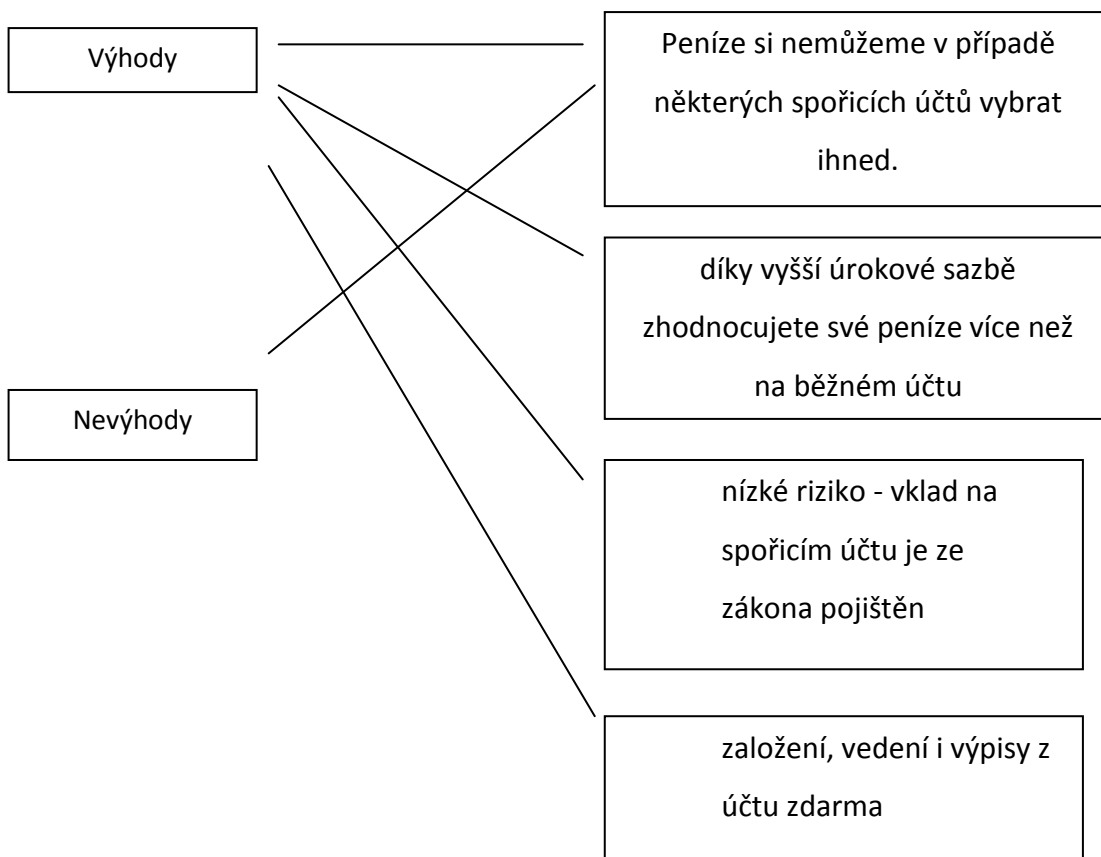 Výhody
Nevýhody
Peníze si nemůžeme v případě
některých spořicích účtů vybrat
ihned.
díky vyšší úrokové sazbě
zhodnocujete své peníze více než
na běžném účtu
nízké riziko - vklad na
spořicím účtu je ze
zákona pojištěn
založení, vedení i výpisy z
účtu zdarma